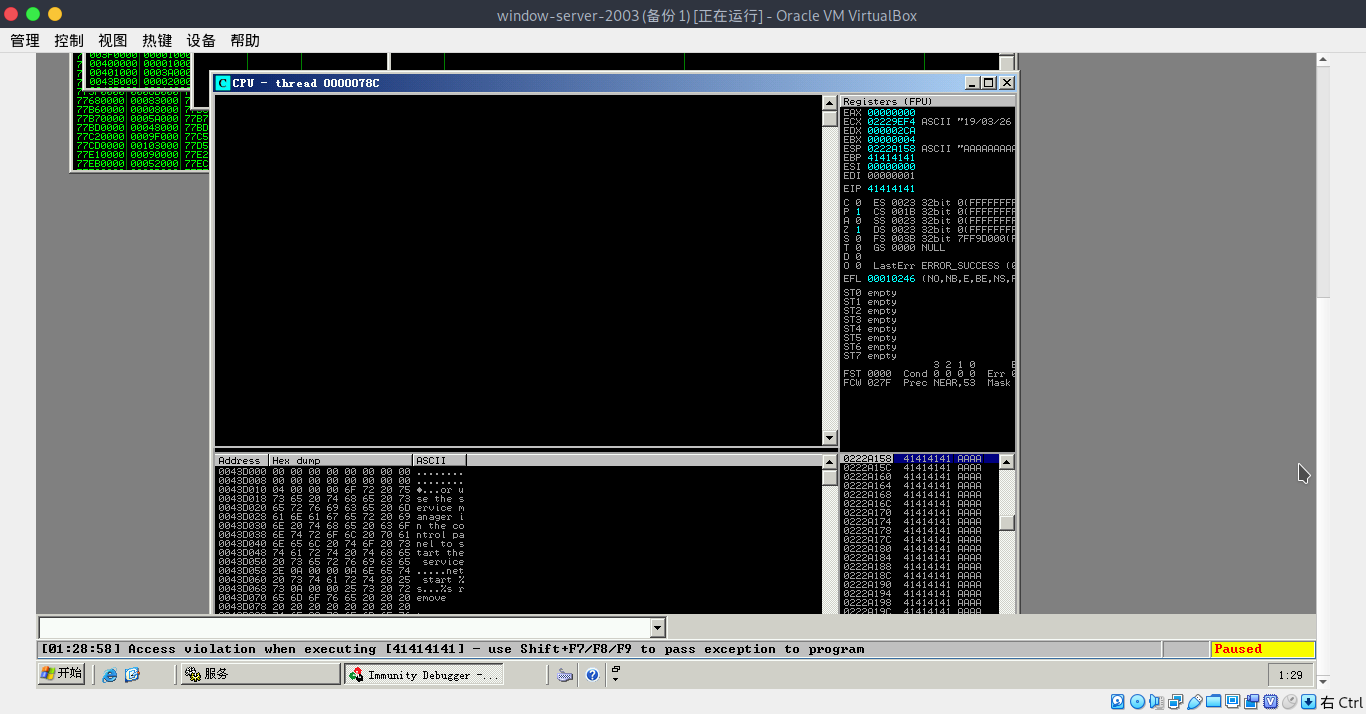 window-server-2003 (备份 1) [正在运行] - Oracle VM VirtualBox
管理 控制 视图 热键 设备 帮助
00400000 00001000
00401000 0003A000
0043B000 00002000
77680000 00083000
77B60000 00008000
77B70000 0005A000 77B7
77BD0000 00048000 77BD
77C20000 0009F000 77C5
77CD0000 00103000 77D5
77E10000 00090000 77E2
77EB0000 00052000 77EC
C CPU - thread 0000078C
Registers (FPU)
EAX 00000000
ECX 02229EF4 ASCII "19/03/26
EDX 000002CA
EBX 00000004
ESP 0222A158 ASCII "AAAAAAAAA
EBP 41414141
ESI 00000000
EDI 00000001
EIP 41414141
C 0 ES 0023 32bit 0(FFFFFFFF
P 1 CS 001B 32bit 0(FFFFFFFF
A 0 SS 0023 32bit 0(FFFFFFFF
Z 1 DS 0023 32bit 0(FFFFFFFF
S 0 FS 003B 32bit 7FF9D000(F
T 0 GS 0000 NULL
D 0
O 0 LastErr ERROR_SUCCESS (0
EFL 00010246 (NO,NB,E,BE,NS,P
ST0 empty
ST1 empty
ST2 empty
ST3 empty
ST4 empty
ST5 empty
ST6 empty
ST7 empty
3 2 1 0
FST 0000 Cond 0 0 0 0 Err 0
FCW 027F Prec NEAR,53 Mask
Address Hex dump ASCII
0043D000 00 00 00 00 00 00 00 00 ........
0043D008 00 00 00 00 00 00 00 00 ........
0043D010 04 00 00 00 6F 72 20 75 ♦...or u
0043D018 73 65 20 74 68 65 20 73 se the s
0043D020 65 72 76 69 63 65 20 6D ervice m
0043D028 61 6E 61 67 65 72 20 69 anager i
0043D030 6E 20 74 68 65 20 63 6F n the co
0043D038 6E 74 72 6F 6C 20 70 61 ntrol pa
0043D040 6E 65 6C 20 74 6F 20 73 nel to s
0043D048 74 61 72 74 20 74 68 65 tart the
0043D050 20 73 65 72 76 69 63 65 service
0043D058 2E 0A 00 00 0A 6E 65 74 .....net
0043D060 20 73 74 61 72 74 20 25 start %
0043D068 73 0A 00 00 25 73 20 72 s...%s r
0043D070 65 6D 6F 76 65 20 20 20 emove
0043D078 20 20 20 20 20 20 20 20
0222A158 41414141 AAAA
0222A15C 41414141 AAAA
0222A160 41414141 AAAA
0222A164 41414141 AAAA
0222A168 41414141 AAAA
0222A16C 41414141 AAAA
0222A170 41414141 AAAA
0222A174 41414141 AAAA
0222A178 41414141 AAAA
0222A17C 41414141 AAAA
0222A180 41414141 AAAA
0222A184 41414141 AAAA
0222A188 41414141 AAAA
0222A18C 41414141 AAAA
0222A190 41414141 AAAA
0222A194 41414141 AAAA
0222A198 41414141 AAAA
0222A19C 41414141 AAAA
[01:28:58] Access violation when executing [41414141] - use Shift+F7/F8/F9 to pass exception to program
Paused
开始 服务 Immunity Debugger -... 1:29
右 Ctrl